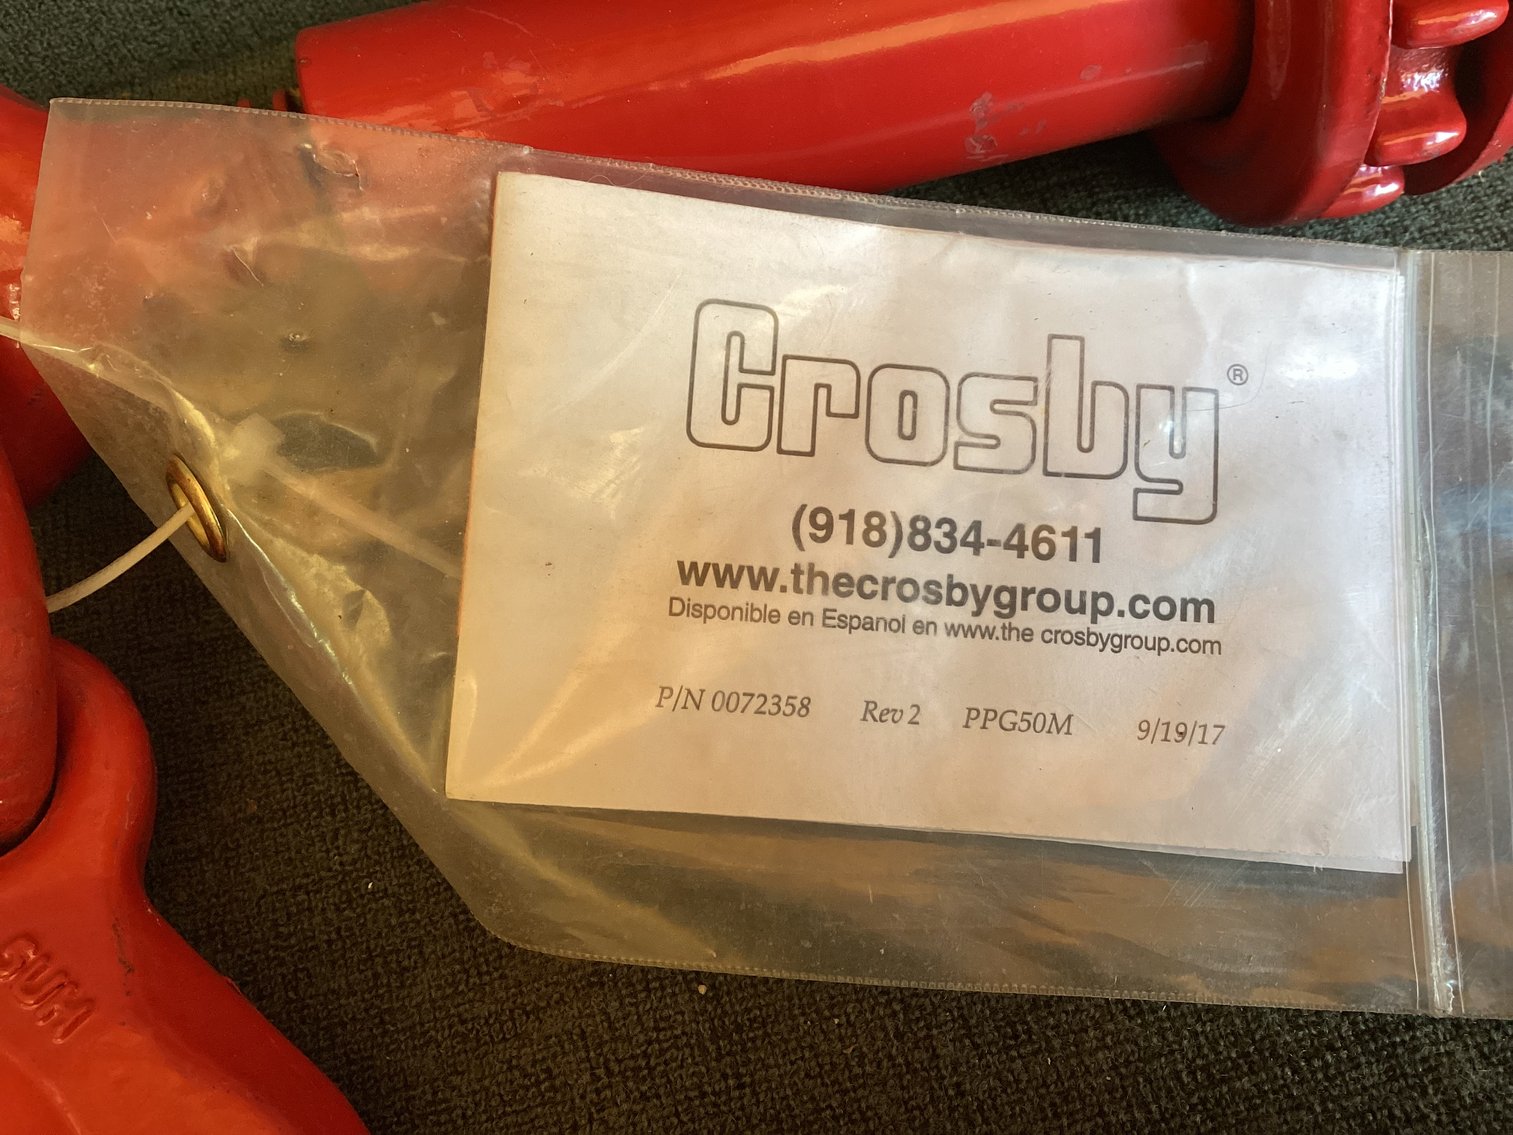 Crosby®
(918)834-4611
www.thecrosbygroup.com
Disponible en Espanol en www.the crosbygroup.com
P/N 0072358 Rev 2 PPG50M 9/19/17